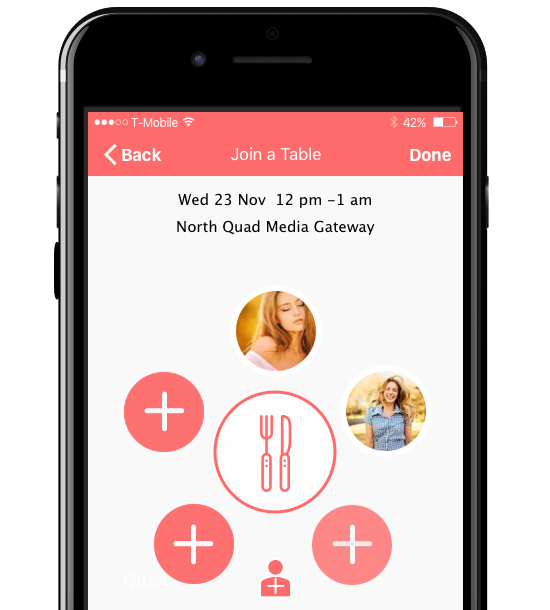 T-Mobile 42%
Back Join a Table Done
Wed 23 Nov 12 pm -1 am
North Quad Media Gateway
Quad